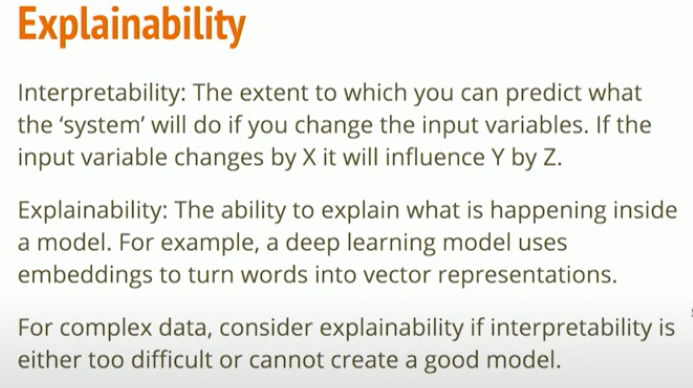 Explainability
Interpretability: The extent to which you can predict what
the ‘system’ will do if you change the input variables. If the
input variable changes by X it will influence Y by Z.
Explainability: The ability to explain what is happening inside
a model. For example, a deep learning model uses
embeddings to turn words into vector representations.
For complex data, consider explainability if interpretability is
either too difficult or cannot create a good model.